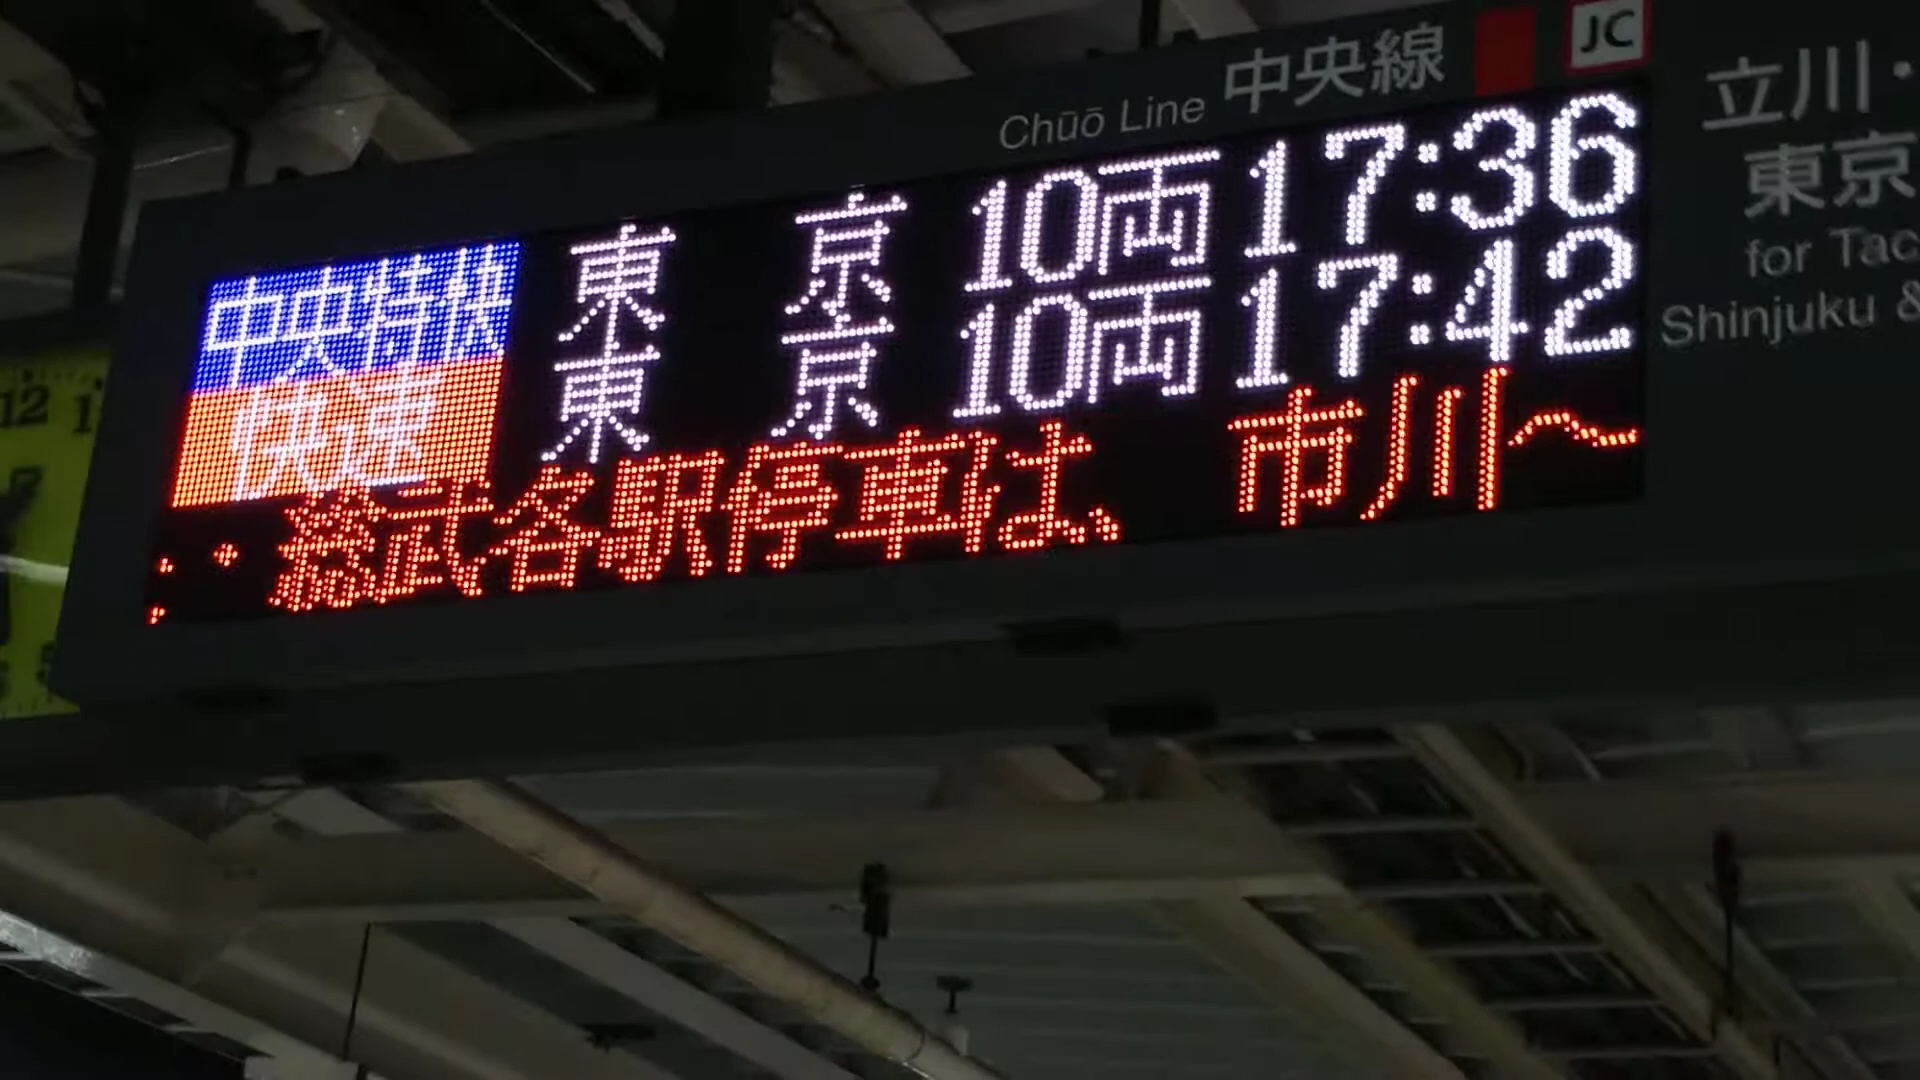 Chūō Line 中央線 JC
中央特快 東京 10両 17:36
快速 東京 10両 17:42
総武各駅停車は、 市川〜
立川・
東京
for Tac
Shinjuku &
12 1